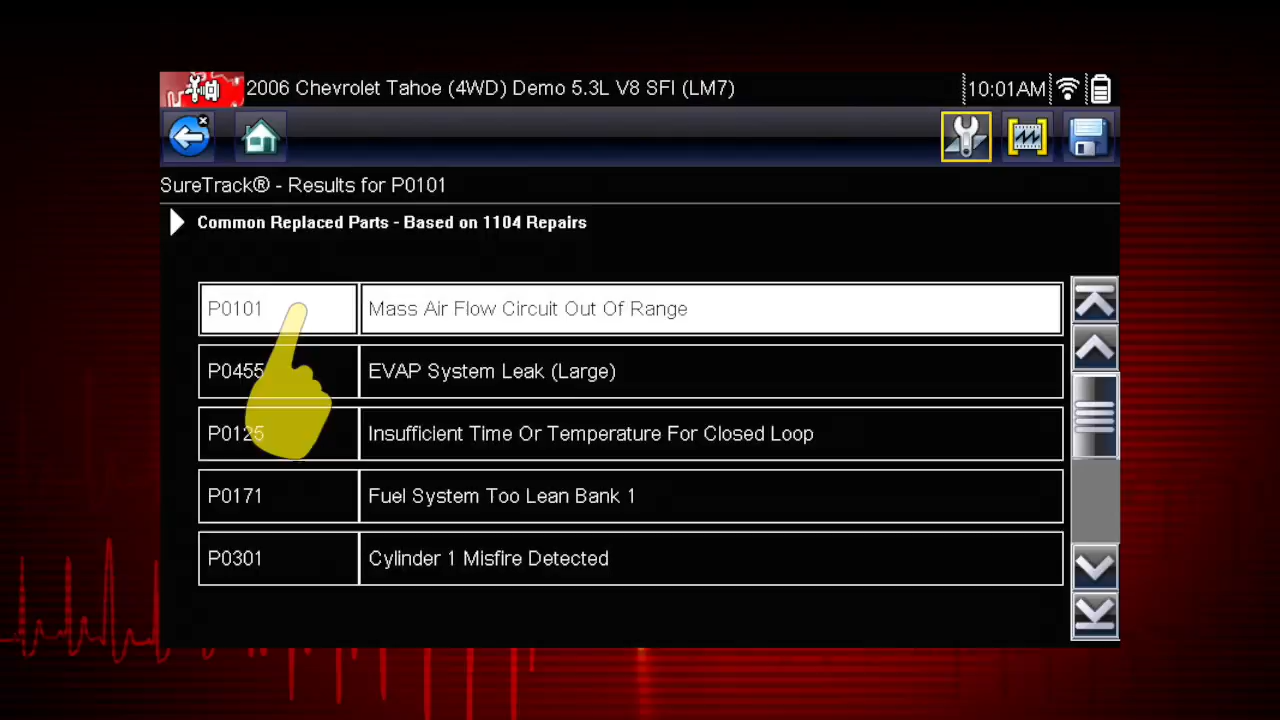 2006 Chevrolet Tahoe (4WD) Demo 5.3L V8 SFI (LM7) 10:01AM
SureTrack® - Results for P0101
Common Replaced Parts - Based on 1104 Repairs
P0101 Mass Air Flow Circuit Out Of Range
P0455 EVAP System Leak (Large)
P0125 Insufficient Time Or Temperature For Closed Loop
P0171 Fuel System Too Lean Bank 1
P0301 Cylinder 1 Misfire Detected